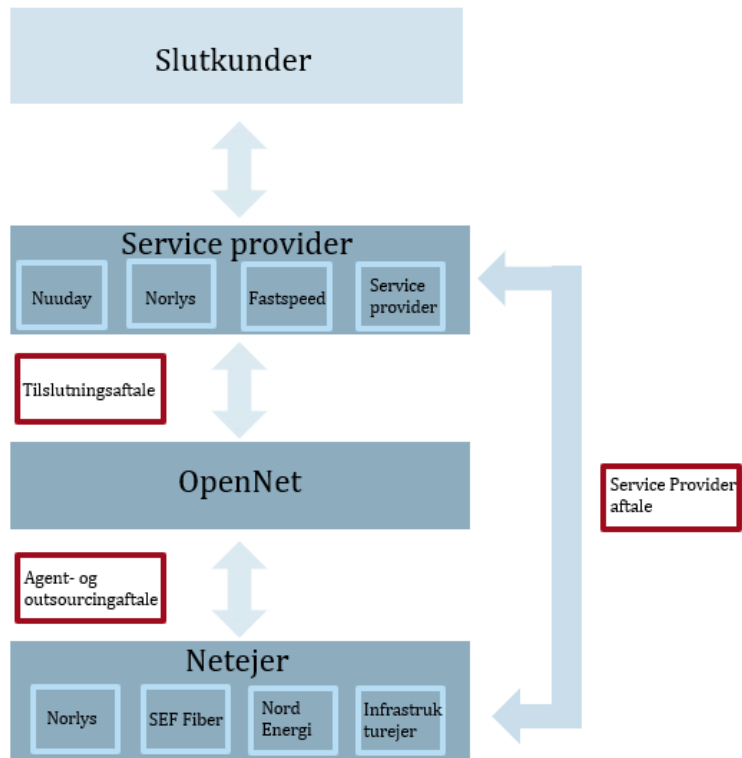 Slutkunder
Service provider
Nuuday
Norlys
Fastspeed
Service
provider
Tilslutningsaftale
OpenNet
Service Provider
aftale
Agent- og
outsourcingaftale
Netejer
Norlys
SEF Fiber
Nord
Energi
Infrastruk
turejer